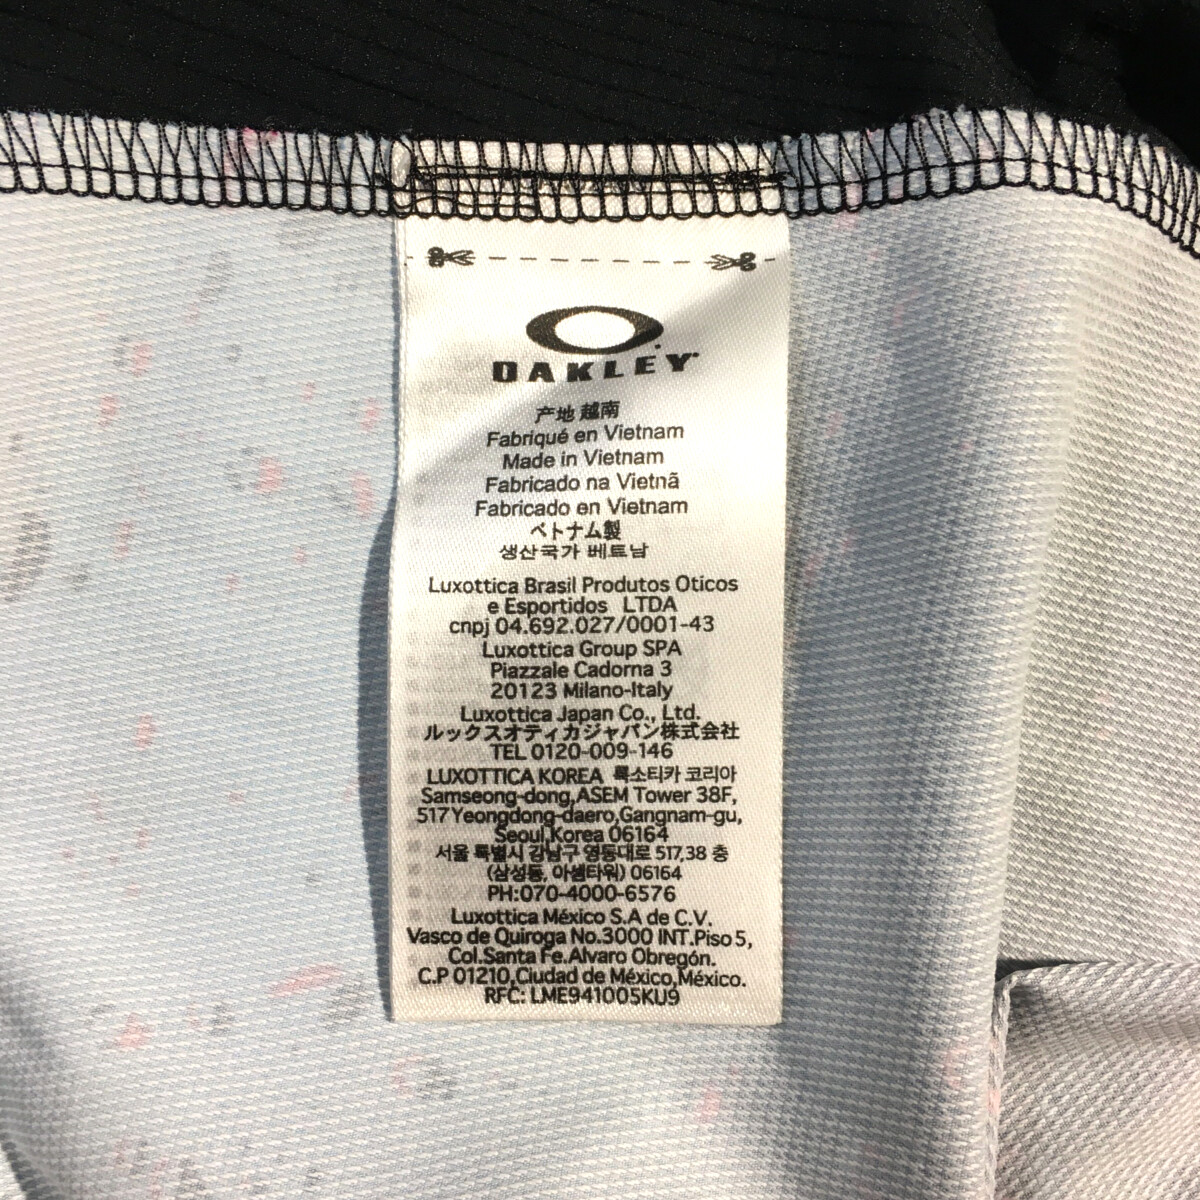 OAKLEY
产地 越南
Fabriqué en Vietnam
Made in Vietnam
Fabricado na Vietnã
Fabricado en Vietnam
ベトナム製
생산국가 베트남
Luxottica Brasil Produtos Oticos
e Esportidos LTDA
cnpj 04.692.027/0001-43
Luxottica Group SPA
Piazzale Cadorna 3
20123 Milano-Italy
Luxottica Japan Co., Ltd.
ルックスオティカジャパン株式会社
TEL 0120-009-146
LUXOTTICA KOREA 룩소티카 코리아
Samseong-dong,ASEM Tower 38F,
517 Yeongdong-daero,Gangnam-gu,
Seoul,Korea 06164
서울 특별시 강남구 영동대로 517,38 층
(삼성동, 아셈타워) 06164
PH:070-4000-6576
Luxottica México S.A de C.V.
Vasco de Quiroga No.3000 INT.Piso 5,
Col.Santa Fe.Alvaro Obregón.
C.P 01210,Ciudad de México,México.
RFC: LME941005KU9